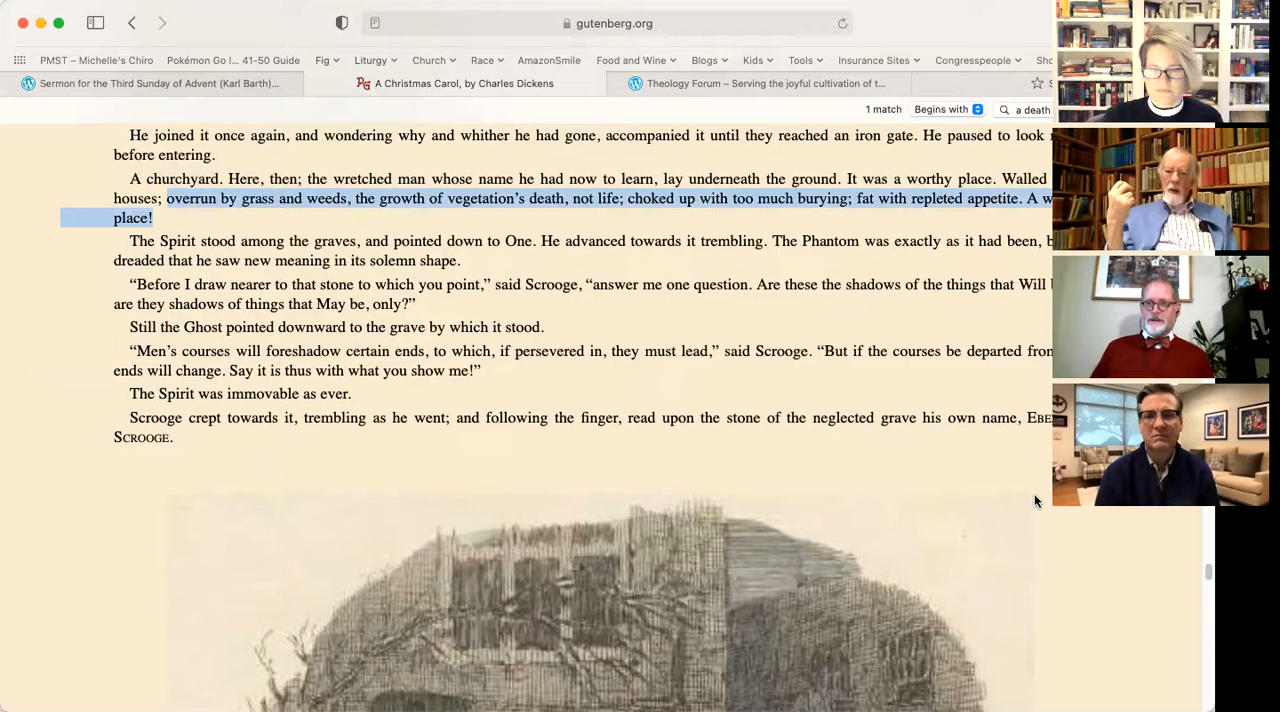 gutenberg.org
PMST – Michelle's Chiro Pokémon Go l... 41-50 Guide Fig Liturgy Church Race AmazonSmile Food and Wine Blogs Kids Tools Insurance Sites Congresspeople
Sermon for the Third Sunday of Advent (Karl Barth)... A Christmas Carol, by Charles Dickens Theology Forum – Serving the joyful cultivation of t...
1 match Begins with a death
He joined it once again, and wondering why and whither he had gone, accompanied it until they reached an iron gate. He paused to look
before entering.
A churchyard. Here, then; the wretched man whose name he had now to learn, lay underneath the ground. It was a worthy place. Walled
houses; overrun by grass and weeds, the growth of vegetation's death, not life; choked up with too much burying; fat with repleted appetite. A
place!
The Spirit stood among the graves, and pointed down to One. He advanced towards it trembling. The Phantom was exactly as it had been,
dreaded that he saw new meaning in its solemn shape.
“Before I draw nearer to that stone to which you point,” said Scrooge, “answer me one question. Are these the shadows of the things that Will
are they shadows of things that May be, only?”
Still the Ghost pointed downward to the grave by which it stood.
“Men's courses will foreshadow certain ends, to which, if persevered in, they must lead,” said Scrooge. “But if the courses be departed
ends will change. Say it is thus with what you show me!”
The Spirit was immovable as ever.
Scrooge crept towards it, trembling as he went; and following the finger, read upon the stone of the neglected grave his own name,
SCROOGE.